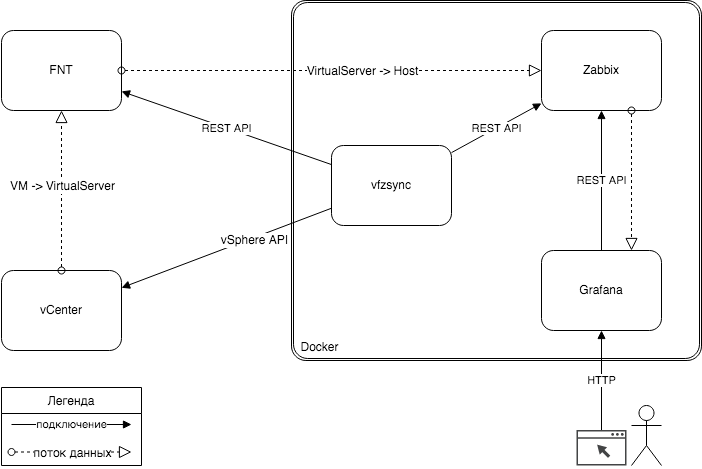 FNT
VirtualServer -> Host
Zabbix
REST API
REST API
VM -> VirtualServer
vfzsync
REST API
vSphere API
vCenter
Grafana
Docker
HTTP
Легенда
подключение
поток данных